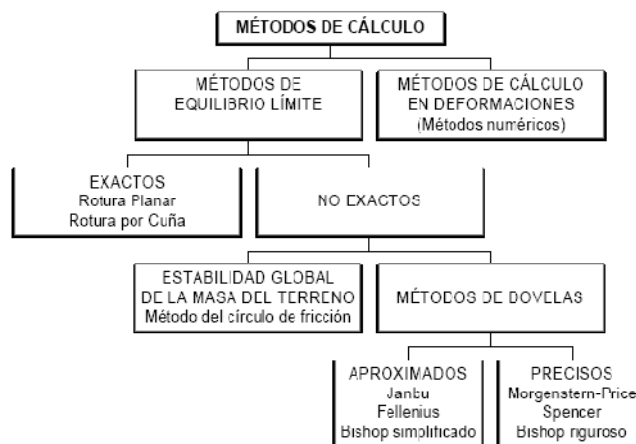 MÉTODOS DE CÁLCULO
MÉTODOS DE
EQUILIBRIO LÍMITE
MÉTODOS DE CÁLCULO
EN DEFORMACIONES
(Métodos numéricos)
EXACTOS
Rotura Planar
Rotura por Cuña
NO EXACTOS
ESTABILIDAD GLOBAL
DE LA MASA DEL TERRENO
Método del círculo de fricción
MÉTODOS DE DOVELAS
APROXIMADOS
Janbu
Fellenius
Bishop simplificado
PRECISOS
Morgenstern-Price
Spencer
Bishop riguroso